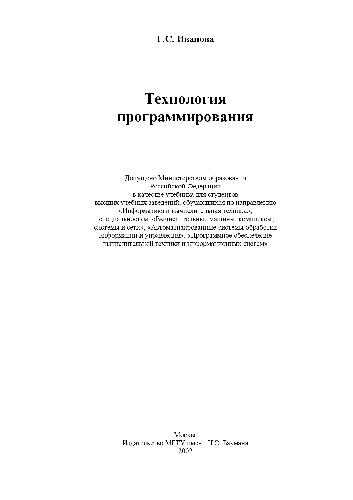 Г.С. Иванова
Технология
программирования
Допущено Министерством образования
Российской Федерации
в качестве учебника для студентов
высших учебных заведений, обучающихся по направлению
«Информатика и вычислительная техника»,
специальностям: «Вычислительные машины, комплексы,
системы и сети», «Автоматизированные системы обработки
информации и управления», «Программное обеспечение
вычислительной техники и информационных систем»
Москва
Издательство МГТУ имени Н.Э. Баумана
2002